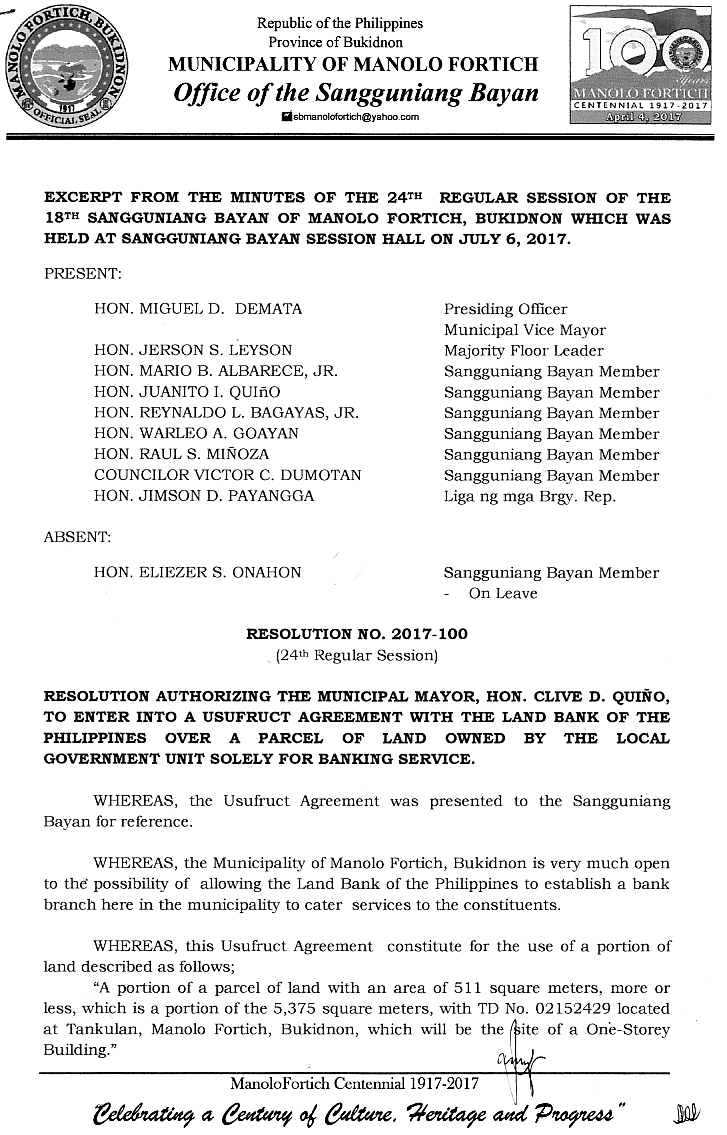 MANOLO FORTICH, BUKIDNON
1917
OFFICIAL SEAL
Republic of the Philippines
Province of Bukidnon
MUNICIPALITY OF MANOLO FORTICH
Office of the Sangguniang Bayan
sbmanolofortich@yahoo.com
100
Years
MANOLO FORTICH
CENTENNIAL 1917-2017
April 4, 2017
EXCERPT FROM THE MINUTES OF THE 24TH REGULAR SESSION OF THE
18TH SANGGUNIANG BAYAN OF MANOLO FORTICH, BUKIDNON WHICH WAS
HELD AT SANGGUNIANG BAYAN SESSION HALL ON JULY 6, 2017.
PRESENT:
HON. MIGUEL D. DEMATA Presiding Officer
Municipal Vice Mayor
HON. JERSON S. LEYSON Majority Floor Leader
HON. MARIO B. ALBARECE, JR. Sangguniang Bayan Member
HON. JUANITO I. QUIñO Sangguniang Bayan Member
HON. REYNALDO L. BAGAYAS, JR. Sangguniang Bayan Member
HON. WARLEO A. GOAYAN Sangguniang Bayan Member
HON. RAUL S. MIÑOZA Sangguniang Bayan Member
COUNCILOR VICTOR C. DUMOTAN Sangguniang Bayan Member
HON. JIMSON D. PAYANGGA Liga ng mga Brgy. Rep.
ABSENT:
HON. ELIEZER S. ONAHON Sangguniang Bayan Member
- On Leave
RESOLUTION NO. 2017-100
(24th Regular Session)
RESOLUTION AUTHORIZING THE MUNICIPAL MAYOR, HON. CLIVE D. QUIÑO,
TO ENTER INTO A USUFRUCT AGREEMENT WITH THE LAND BANK OF THE
PHILIPPINES OVER A PARCEL OF LAND OWNED BY THE LOCAL
GOVERNMENT UNIT SOLELY FOR BANKING SERVICE.
WHEREAS, the Usufruct Agreement was presented to the Sangguniang
Bayan for reference.
WHEREAS, the Municipality of Manolo Fortich, Bukidnon is very much open
to the possibility of allowing the Land Bank of the Philippines to establish a bank
branch here in the municipality to cater services to the constituents.
WHEREAS, this Usufruct Agreement constitute for the use of a portion of
land described as follows;
"A portion of a parcel of land with an area of 511 square meters, more or
less, which is a portion of the 5,375 square meters, with TD No. 02152429 located
at Tankulan, Manolo Fortich, Bukidnon, which will be the site of a One-Storey
Building."
ManoloFortich Centennial 1917-2017
"Celebrating a Century of Culture, Heritage and Progress"